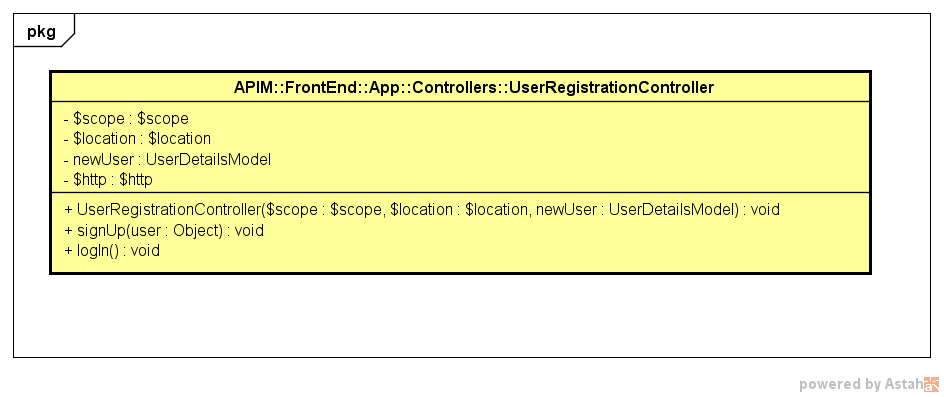 pkg
APIM::FrontEnd::App::Controllers::UserRegistrationController
- $scope : $scope
- $location : $location
- newUser : UserDetailsModel
- $http : $http
+ UserRegistrationController($scope : $scope, $location : $location, newUser : UserDetailsModel) : void
+ signUp(user : Object) : void
+ logIn() : void
powered by Astah